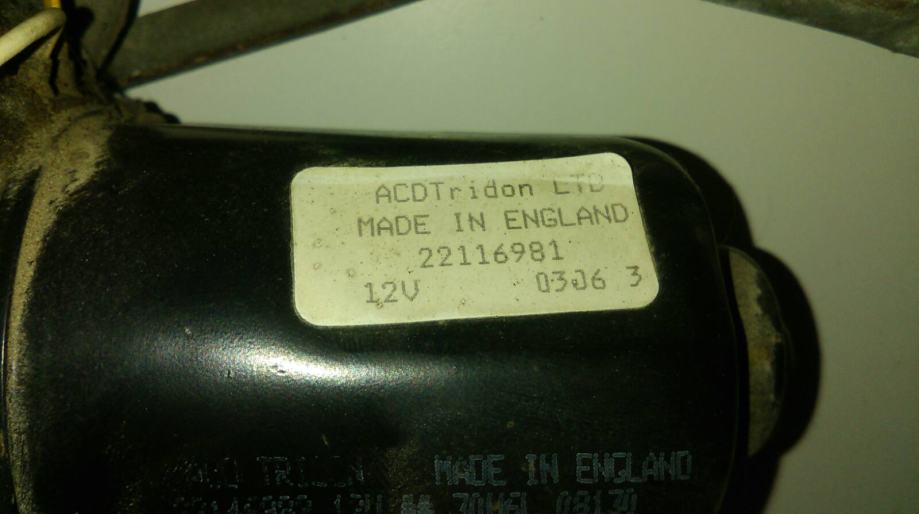 ACDTridon LTD
MADE IN ENGLAND
22116981
12V 0306 3
MADE IN ENGLAND